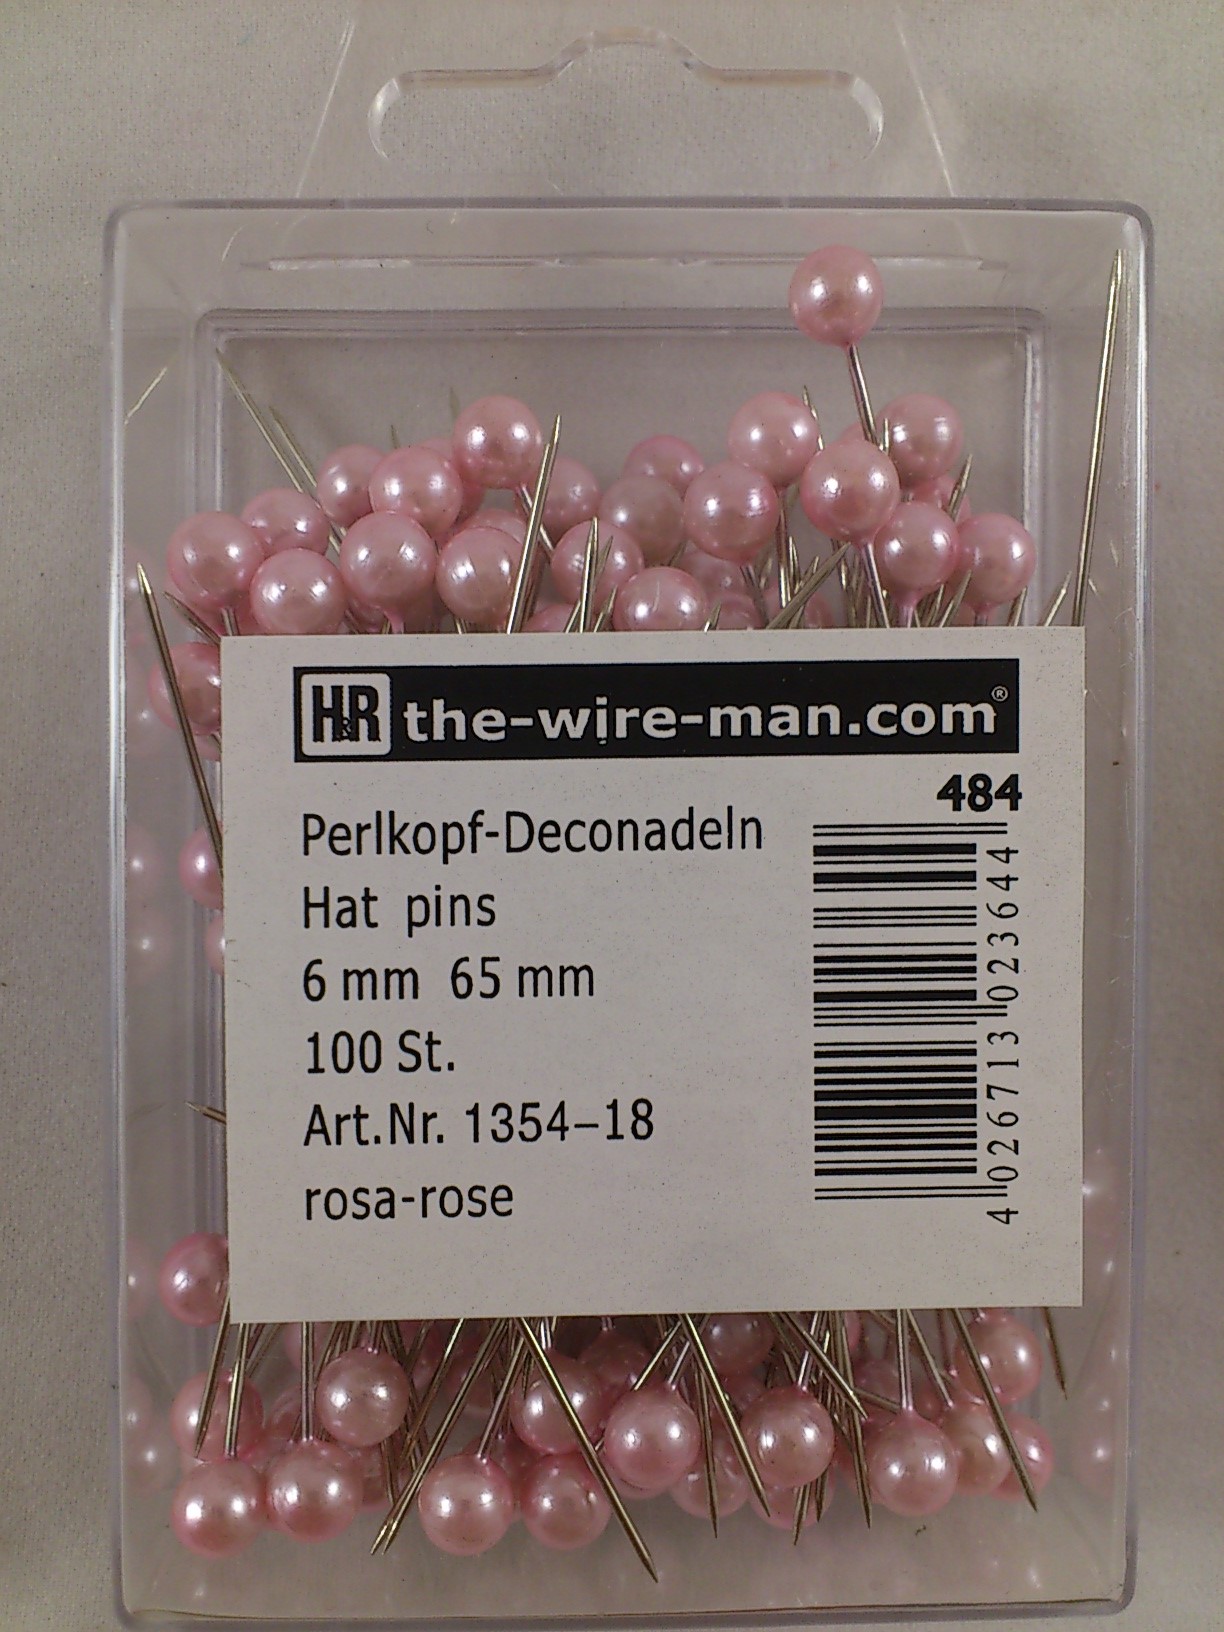 H&R the-wire-man.com®
484
Perlkopf-Deconadeln
Hat pins
6 mm 65 mm
100 St.
Art.Nr. 1354-18
rosa-rose
4 026713 023644